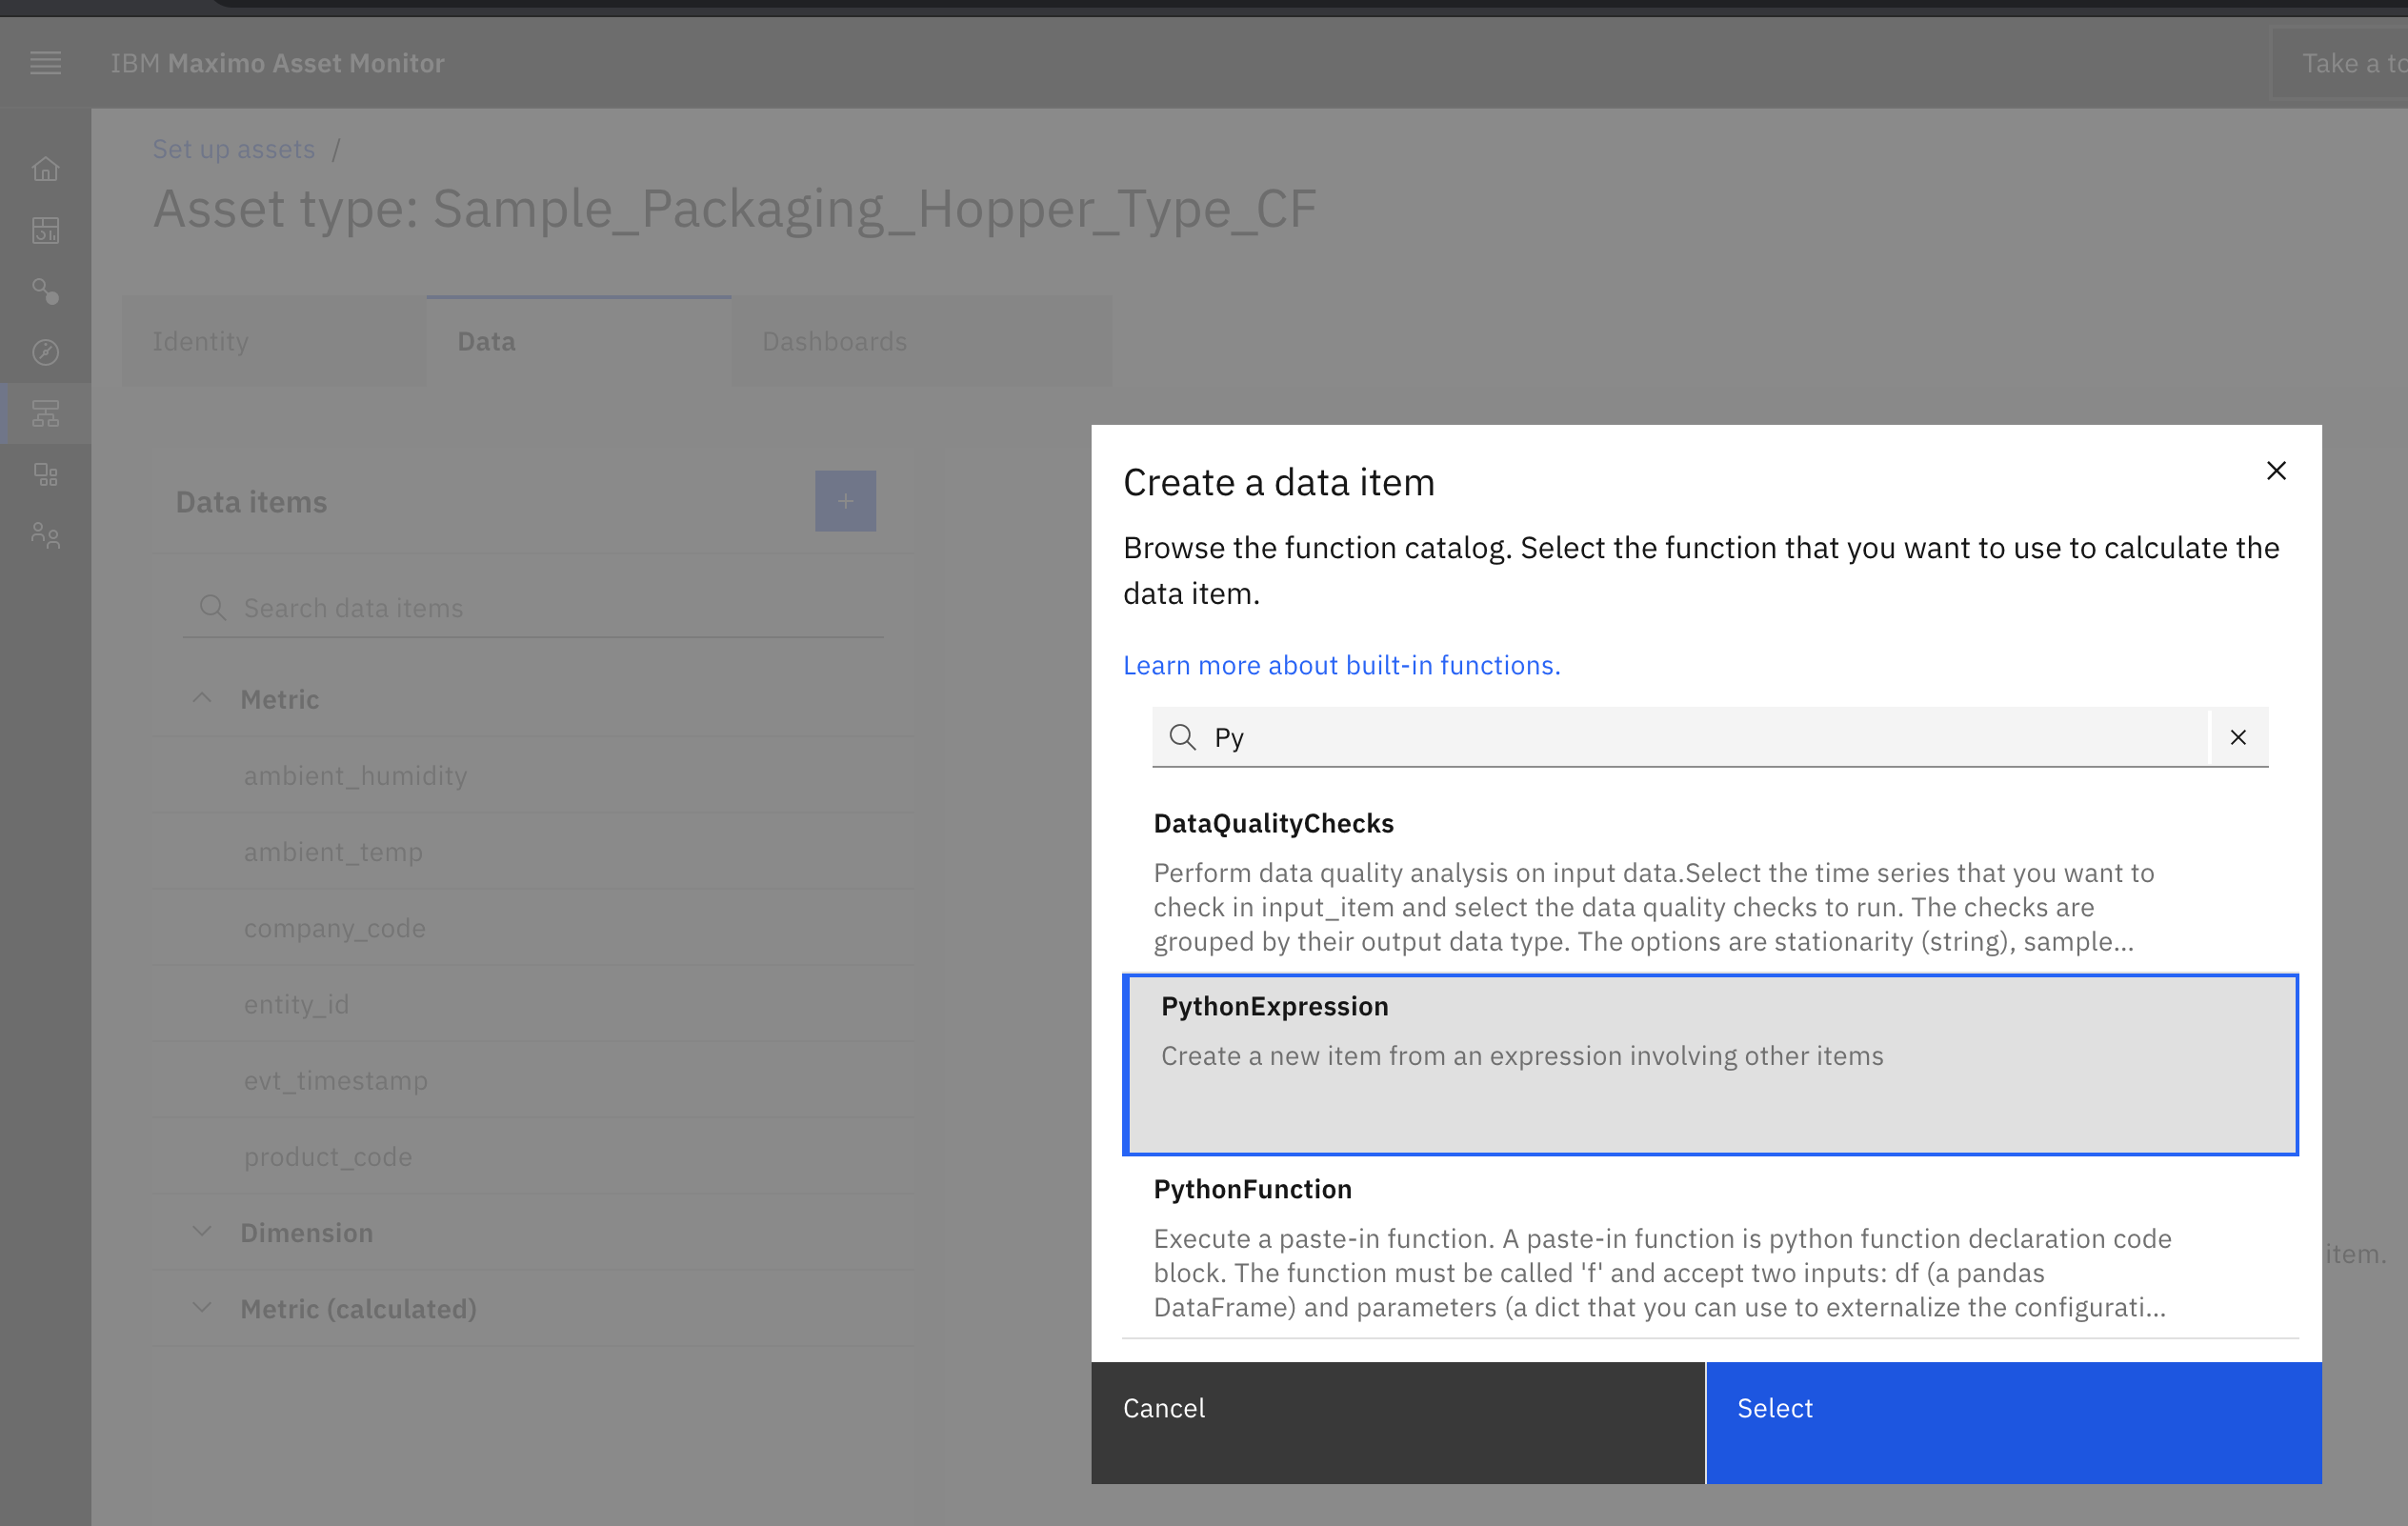 IBM Maximo Asset Monitor
Take a to
Set up assets /
Asset type: Sample_Packaging_Hopper_Type_CF
Identity
Data
Dashboards
Data items
+
Search data items
Metric
ambient_humidity
ambient_temp
company_code
entity_id
evt_timestamp
product_code
Dimension
Metric (calculated)
Create a data item
Browse the function catalog. Select the function that you want to use to calculate the
data item.
Learn more about built-in functions.
Py
DataQualityChecks
Perform data quality analysis on input data.Select the time series that you want to
check in input_item and select the data quality checks to run. The checks are
grouped by their output data type. The options are stationarity (string), sample...
PythonExpression
Create a new item from an expression involving other items
PythonFunction
Execute a paste-in function. A paste-in function is python function declaration code
block. The function must be called 'f' and accept two inputs: df (a pandas
DataFrame) and parameters (a dict that you can use to externalize the configurati...
item.
Cancel
Select